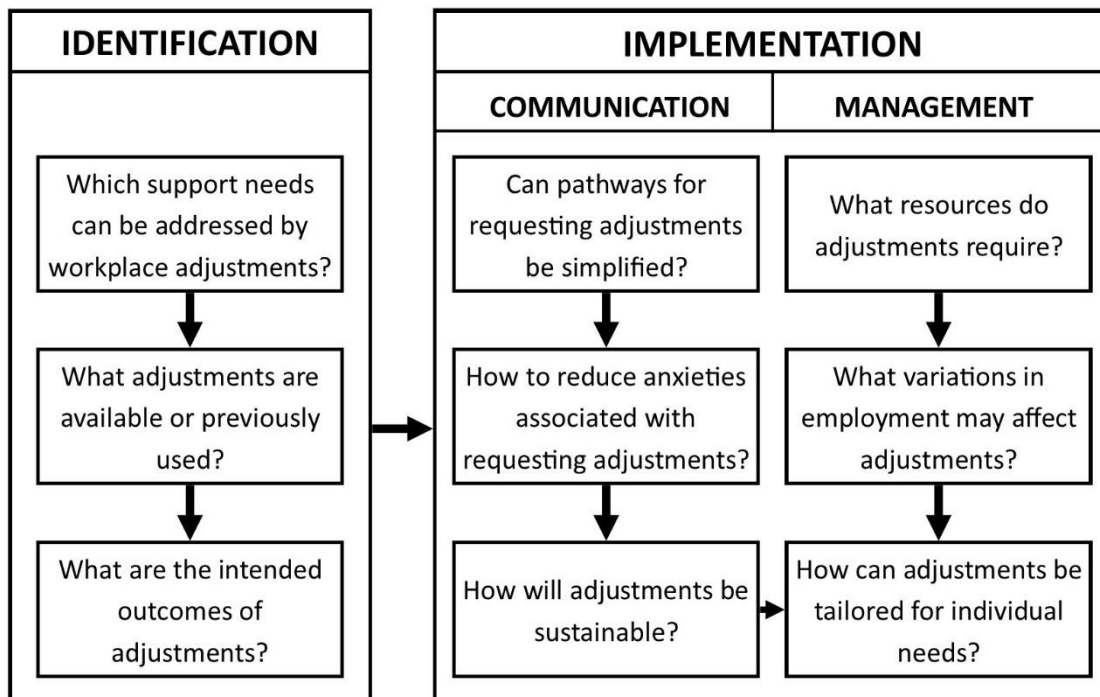 IDENTIFICATION
Which support needs
can be addressed by
workplace adjustments?
What adjustments are
available or previously
used?
What are the intended
outcomes of
adjustments?
IMPLEMENTATION
COMMUNICATION
Can pathways for
requesting adjustments
be simplified?
How to reduce anxieties
associated with
requesting adjustments?
How will adjustments be
sustainable?
MANAGEMENT
What resources do
adjustments require?
What variations in
employment may affect
adjustments?
How can adjustments be
tailored for individual
needs?